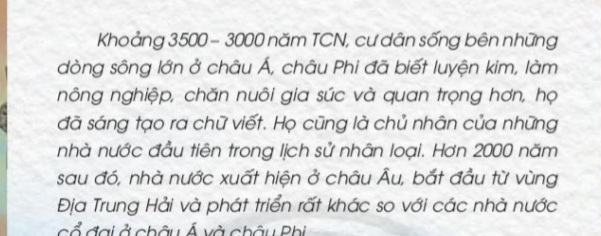 Khoảng 3500 – 3000 năm TCN, cư dân sống bên những
dòng sông lớn ở châu Á, châu Phi đã biết luyện kim, làm
nông nghiệp, chăn nuôi gia súc và quan trọng hơn, họ
đã sáng tạo ra chữ viết. Họ cũng là chủ nhân của những
nhà nước đầu tiên trong lịch sử nhân loại. Hơn 2000 năm
sau đó, nhà nước xuất hiện ở châu Âu, bắt đầu từ vùng
Địa Trung Hải và phát triển rất khác so với các nhà nước
cổ đại ở châu Á và châu Phi.